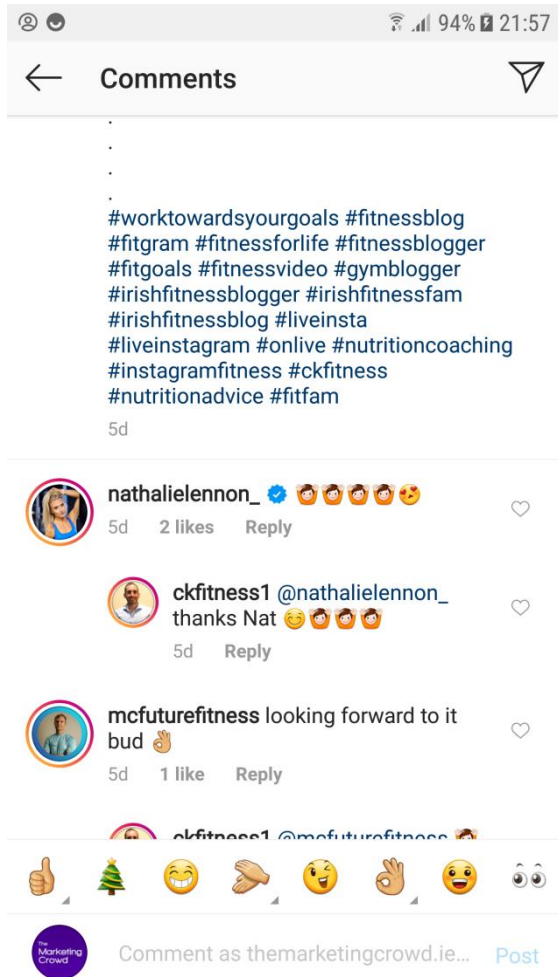 94% 21:57
Comments
.
.
.
.
#worktowardsyourgoals #fitnessblog
#fitgram #fitnessforlife #fitnessblogger
#fitgoals #fitnessvideo #gymblogger
#irishfitnessblogger #irishfitnessfam
#irishfitnessblog #liveinsta
#liveinstagram #onlive #nutritioncoaching
#instagramfitness #ckfitness
#nutritionadvice #fitfam
5d
nathalielennon_ 🙆🙆🙆🙆😍
5d 2 likes Reply
ckfitness1 @nathalielennon_
thanks Nat 😊🙆🙆🙆
5d Reply
mcfuturefitness looking forward to it
bud 👌
5d 1 like Reply
ckfitness1 @mcfuturefitness 🙆
👍 🎄 😁 👏 😉 👌 😀 👀
The
Marketing
Crowd
Comment as themarketingcrowd.ie... Post